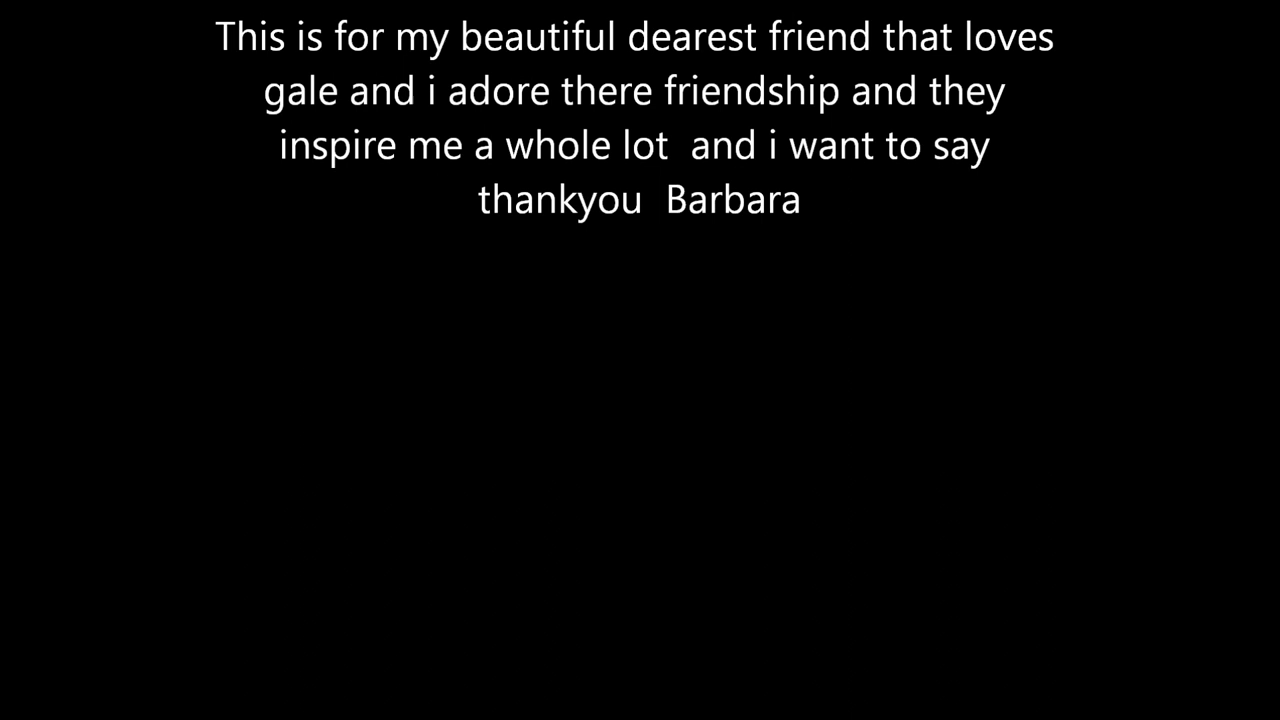 This is for my beautiful dearest friend that loves
gale and i adore there friendship and they
inspire me a whole lot  and i want to say
thankyou  Barbara